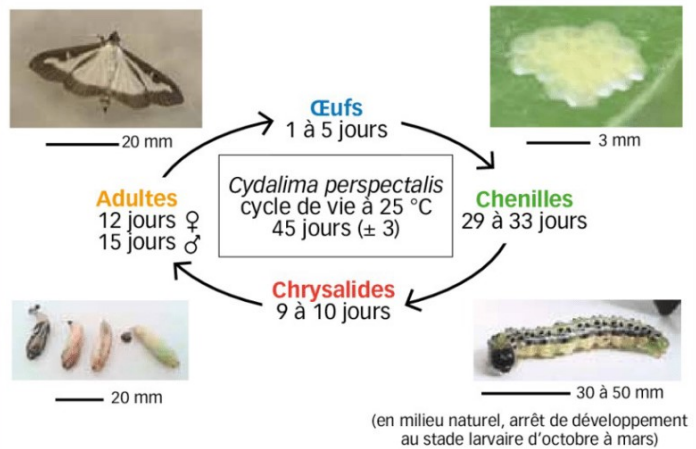 20 mm
Œufs
1 à 5 jours
3 mm
Adultes
12 jours ♀
15 jours ♂
Cydalima perspectalis
cycle de vie à 25 °C
45 jours (± 3)
Chenilles
29 à 33 jours
Chrysalides
9 à 10 jours
20 mm
30 à 50 mm
(en milieu naturel, arrêt de développement
au stade larvaire d'octobre à mars)